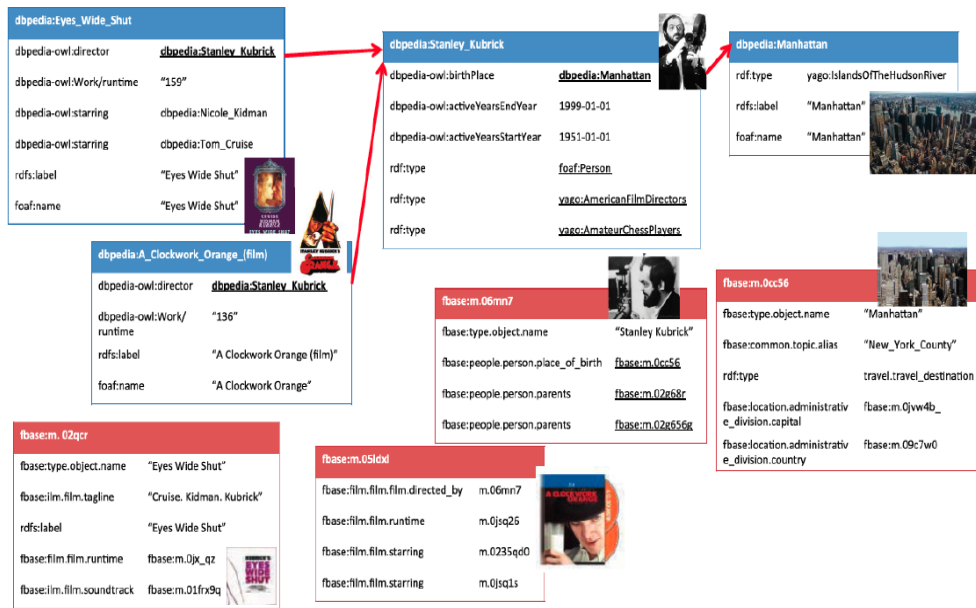 dbpedia:Eyes_Wide_Shut
dbpedia-owl:director dbpedia:Stanley_Kubrick
dbpedia-owl:Work/runtime "159"
dbpedia-owl:starring dbpedia:Nicole_Kidman
dbpedia-owl:starring dbpedia:Tom_Cruise
rdfs:label "Eyes Wide Shut"
foaf:name "Eyes Wide Shut"
dbpedia:Stanley_Kubrick
dbpedia-owl:birthPlace dbpedia:Manhattan
dbpedia-owl:activeYearsEndYear 1999-01-01
dbpedia-owl:activeYearsStartYear 1951-01-01
rdf:type foaf:Person
rdf:type yago:AmericanFilmDirectors
rdf:type yago:AmateurChessPlayers
dbpedia:Manhattan
rdf:type yago:IslandsOfTheHudsonRiver
rdfs:label "Manhattan"
foaf:name "Manhattan"
dbpedia:A_Clockwork_Orange_(film)
dbpedia-owl:director dbpedia:Stanley_Kubrick
dbpedia-owl:Work/ "136"
runtime
rdfs:label "A Clockwork Orange (film)"
foaf:name "A Clockwork Orange"
fbase:m.06mn7
fbase:type.object.name "Stanley Kubrick"
fbase:people.person.place_of_birth fbase:m.0cc56
fbase:people.person.parents fbase:m.02g68r
fbase:people.person.parents fbase:m.02g656g
fbase:m.0cc56
fbase:type.object.name "Manhattan"
fbase:common.topic.alias "New_York_County"
rdf:type travel.travel_destination
fbase:location.administrativ fbase:m.0jvw4b_
e_division.capital
fbase:location.administrativ fbase:m.09c7w0
e_division.country
fbase:m. 02qcr
fbase:type.object.name "Eyes Wide Shut"
fbase:ilm.film.tagline "Cruise. Kidman. Kubrick."
rdfs:label "Eyes Wide Shut"
fbase:film.film.runtime fbase:m.0jx_qz
fbase:ilm.film.soundtrack fbase:m.01frx9q
EYES
WIDE
SHUT
fbase:m.05ldxl
fbase:film.film.film.directed_by m.06mn7
fbase:film.film.runtime m.0jsq26
fbase:film.film.starring m.0235qd0
fbase:film.film.starring m.0jsq1s
A CLOCKWORK
ORANGE